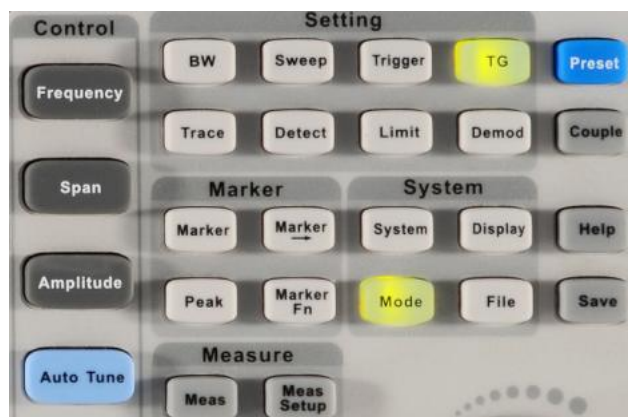 Control
Frequency
Span
Amplitude
Auto Tune
Setting
BW Sweep Trigger TG
Trace Detect Limit Demod
Marker
Marker Marker
Peak Marker
Fn
System
System Display
Mode File
Measure
Meas Meas
Setup
Preset
Couple
Help
Save